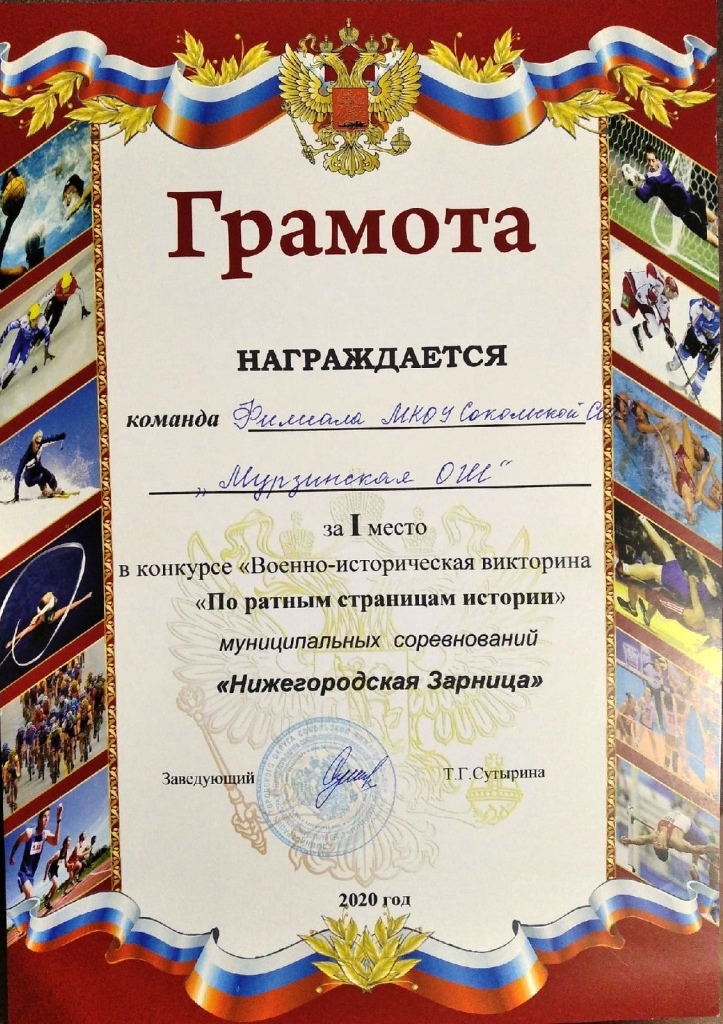 Грамота
НАГРАЖДАЕТСЯ
команда Филиала МКОУ Сокольской
„Мурзинская ОШ“
за I место
в конкурсе «Военно-историческая викторина
«По ратным страницам истории»
муниципальных соревнований
«Нижегородская Зарница»
Заведующий Т.Г.Сутырина
2020 год